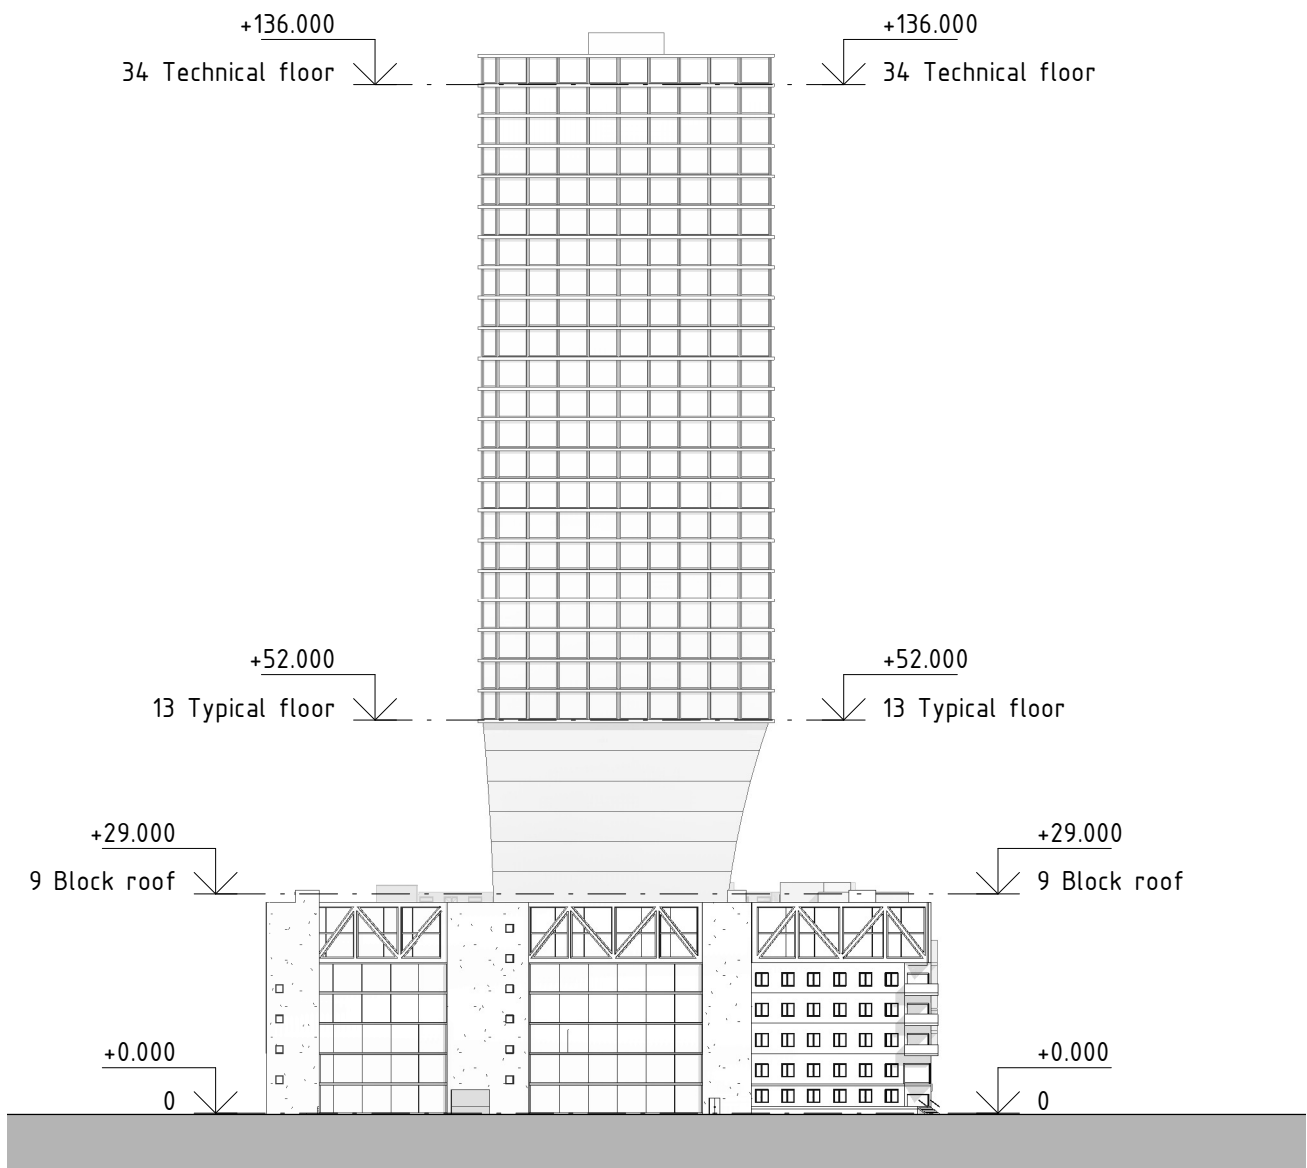 +136.000
34 Technical floor
+136.000
34 Technical floor
+52.000
13 Typical floor
+52.000
13 Typical floor
+29.000
9 Block roof
+29.000
9 Block roof
+0.000
0
+0.000
0